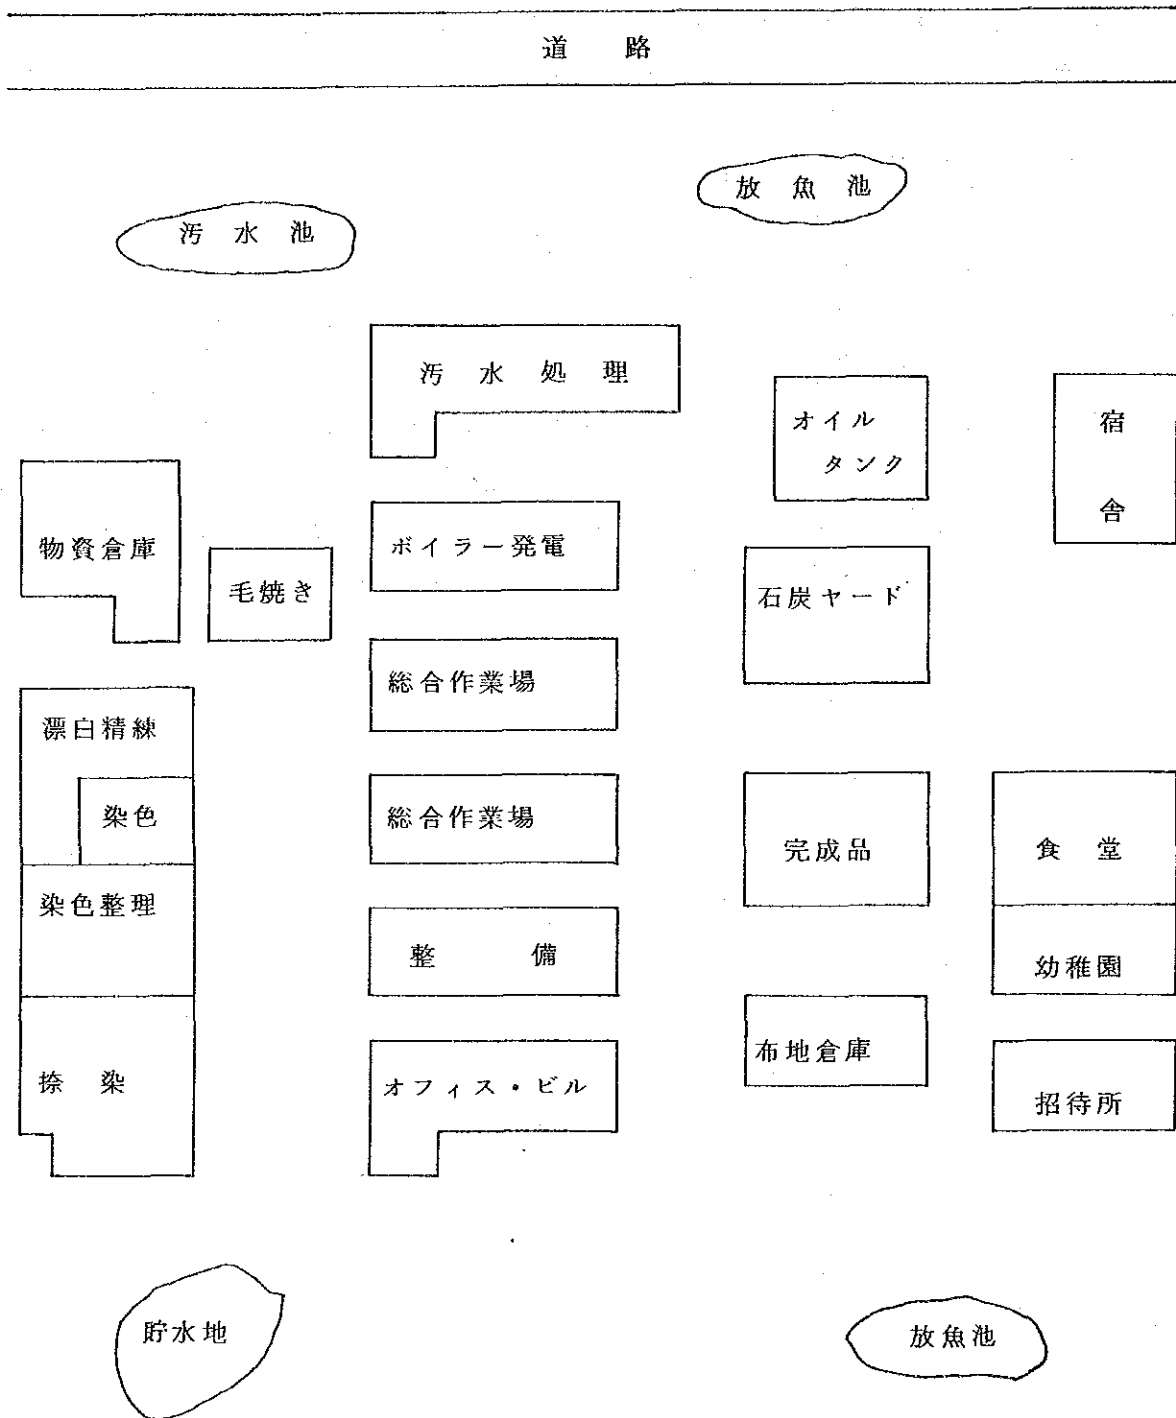 道 路
放 魚 池
汚 水 池
汚 水 処 理
オイル
タンク
宿
舎
物資倉庫
毛焼き
ボイラー発電
石炭ヤード
総合作業場
漂白精練
染色
総合作業場
完成品
食 堂
染色整理
整 備
幼稚園
布地倉庫
捺 染
オフィス・ビル
招待所
貯水地
放魚池